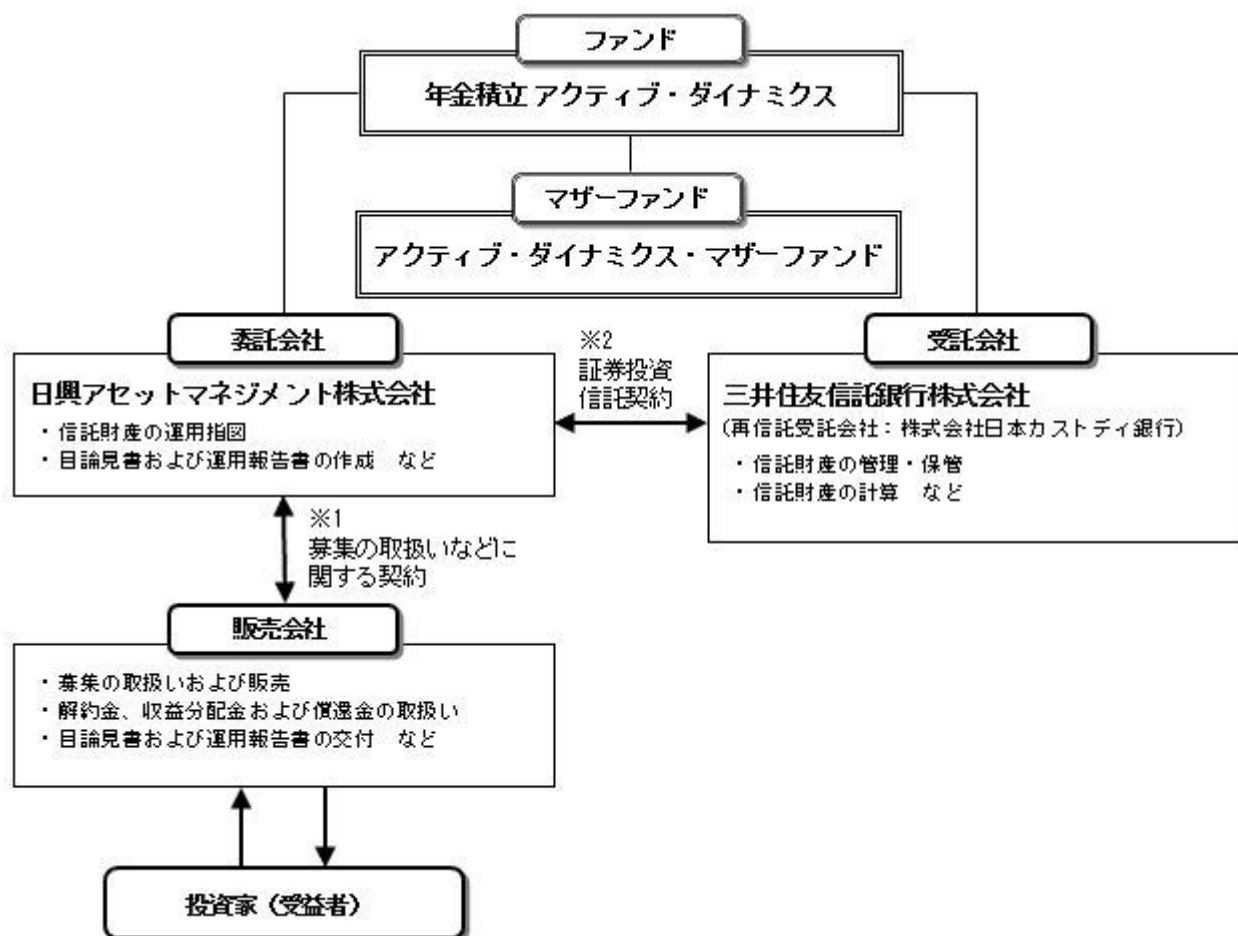 ファンド
年金積立 アクティブ・ダイナミクス
マザーファンド
アクティブ・ダイナミクス・マザーファンド
委託会社
日興アセットマネジメント株式会社
・信託財産の運用指図
・目論見書および運用報告書の作成 など
※2
証券投資
信託契約
受託会社
三井住友信託銀行株式会社
(再信託受託会社：株式会社日本カストディ銀行)
・信託財産の管理・保管
・信託財産の計算 など
※1
募集の取扱いなどに
関する契約
販売会社
・募集の取扱いおよび販売
・解約金、収益分配金および償還金の取扱い
・目論見書および運用報告書の交付 など
投資家（受益者）